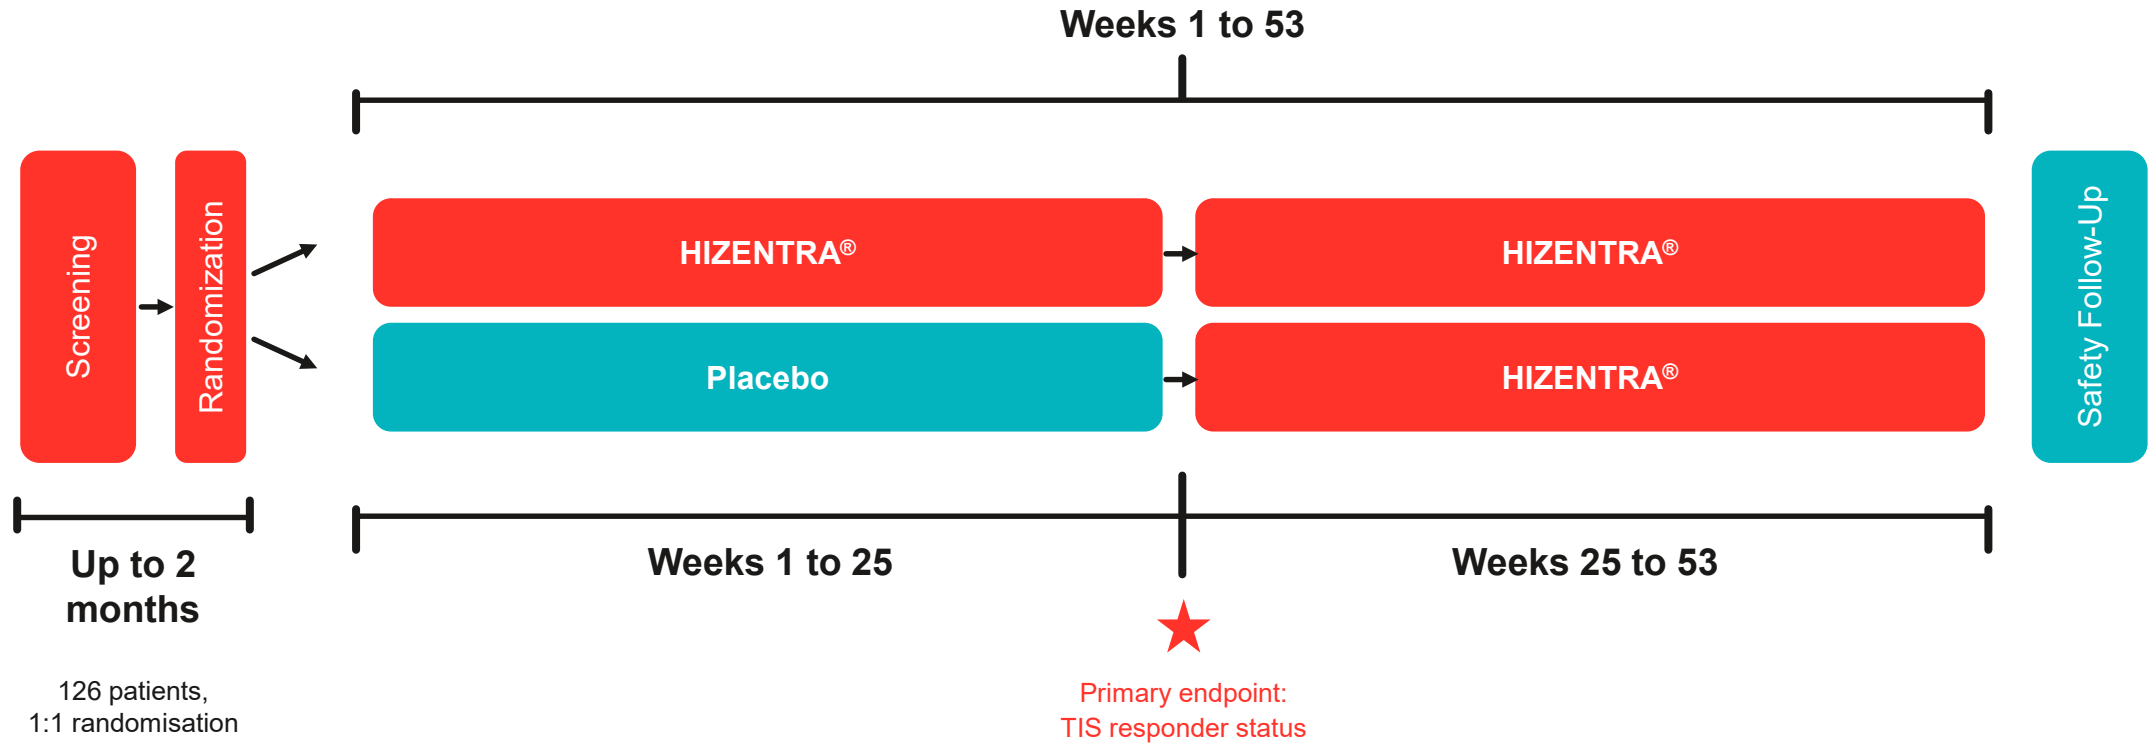 Weeks 1 to 53
Screening
Randomization
HIZENTRA®
HIZENTRA®
Placebo
HIZENTRA®
Safety Follow-Up
Up to 2
months
Weeks 1 to 25
Weeks 25 to 53
126 patients,
1:1 randomisation
Primary endpoint:
TIS responder status